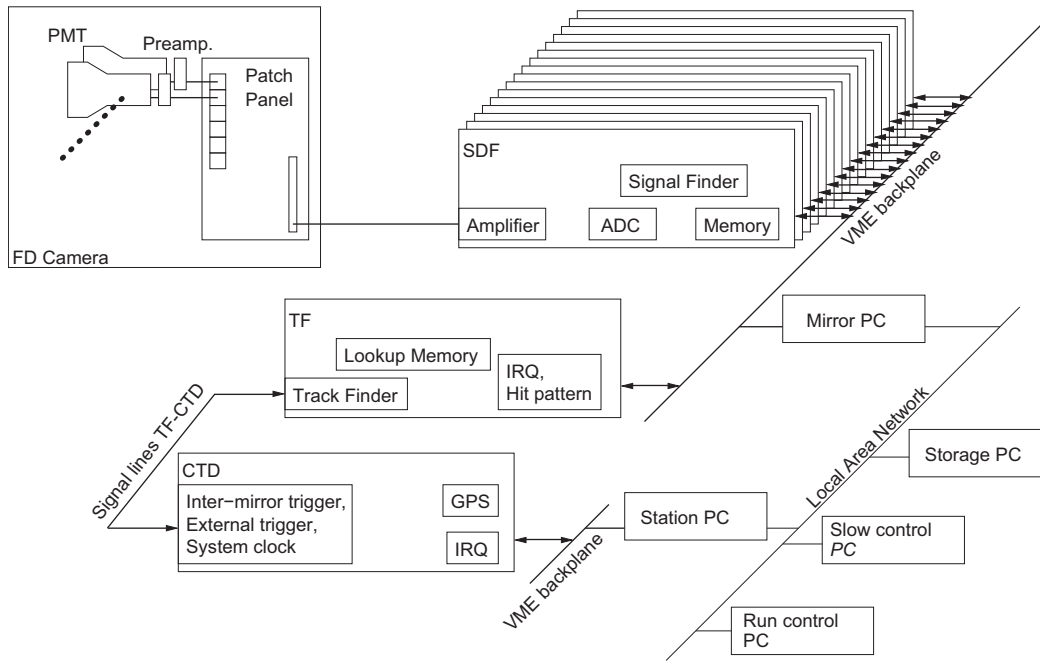 PMT
Preamp.
Patch
Panel
FD Camera
SDF
Signal Finder
Amplifier
ADC
Memory
VME backplane
TF
Lookup Memory
Track Finder
IRQ,
Hit pattern
Mirror PC
Signal lines TF-CTD
CTD
Inter−mirror trigger,
External trigger,
System clock
GPS
IRQ
VME backplane
Station PC
Local Area Network
Storage PC
Slow control
PC
Run control
PC